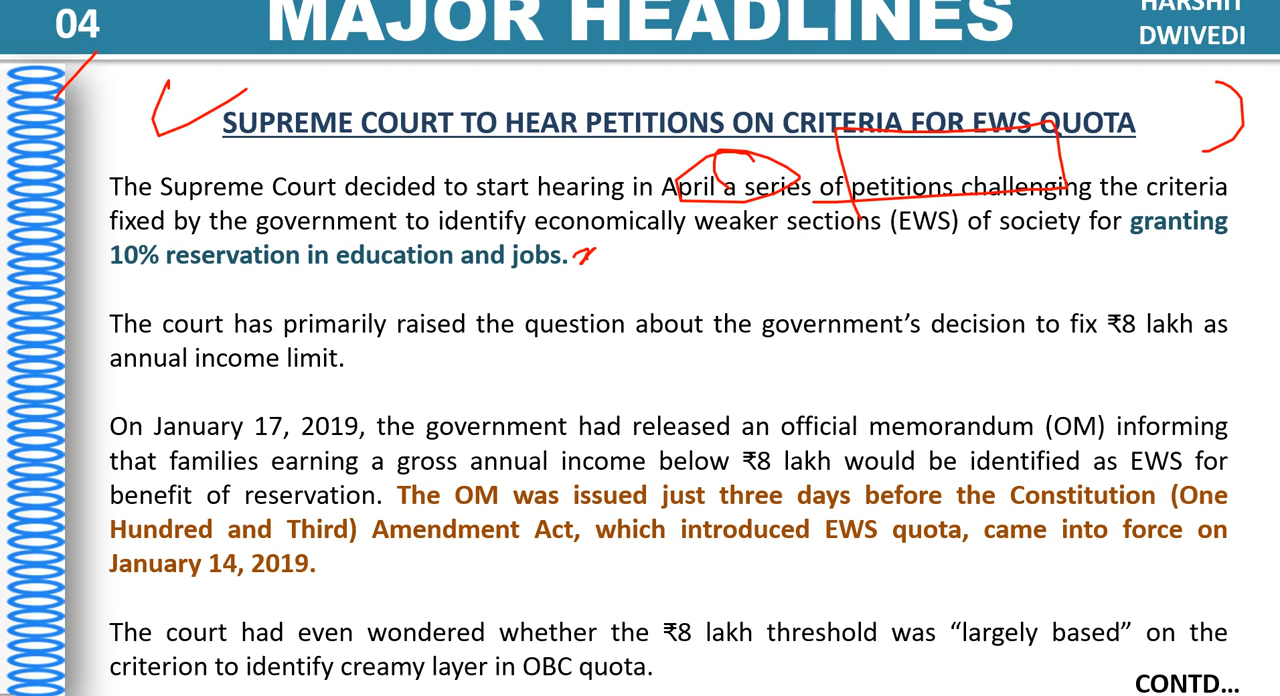 04
MAJOR HEADLINES
HARSHIT
DWIVEDI
SUPREME COURT TO HEAR PETITIONS ON CRITERIA FOR EWS QUOTA
The Supreme Court decided to start hearing in April a series of petitions challenging the criteria
fixed by the government to identify economically weaker sections (EWS) of society for granting
10% reservation in education and jobs.
The court has primarily raised the question about the government’s decision to fix ₹8 lakh as
annual income limit.
On January 17, 2019, the government had released an official memorandum (OM) informing
that families earning a gross annual income below ₹8 lakh would be identified as EWS for
benefit of reservation. The OM was issued just three days before the Constitution (One
Hundred and Third) Amendment Act, which introduced EWS quota, came into force on
January 14, 2019.
The court had even wondered whether the ₹8 lakh threshold was “largely based” on the
criterion to identify creamy layer in OBC quota.
CONTD...